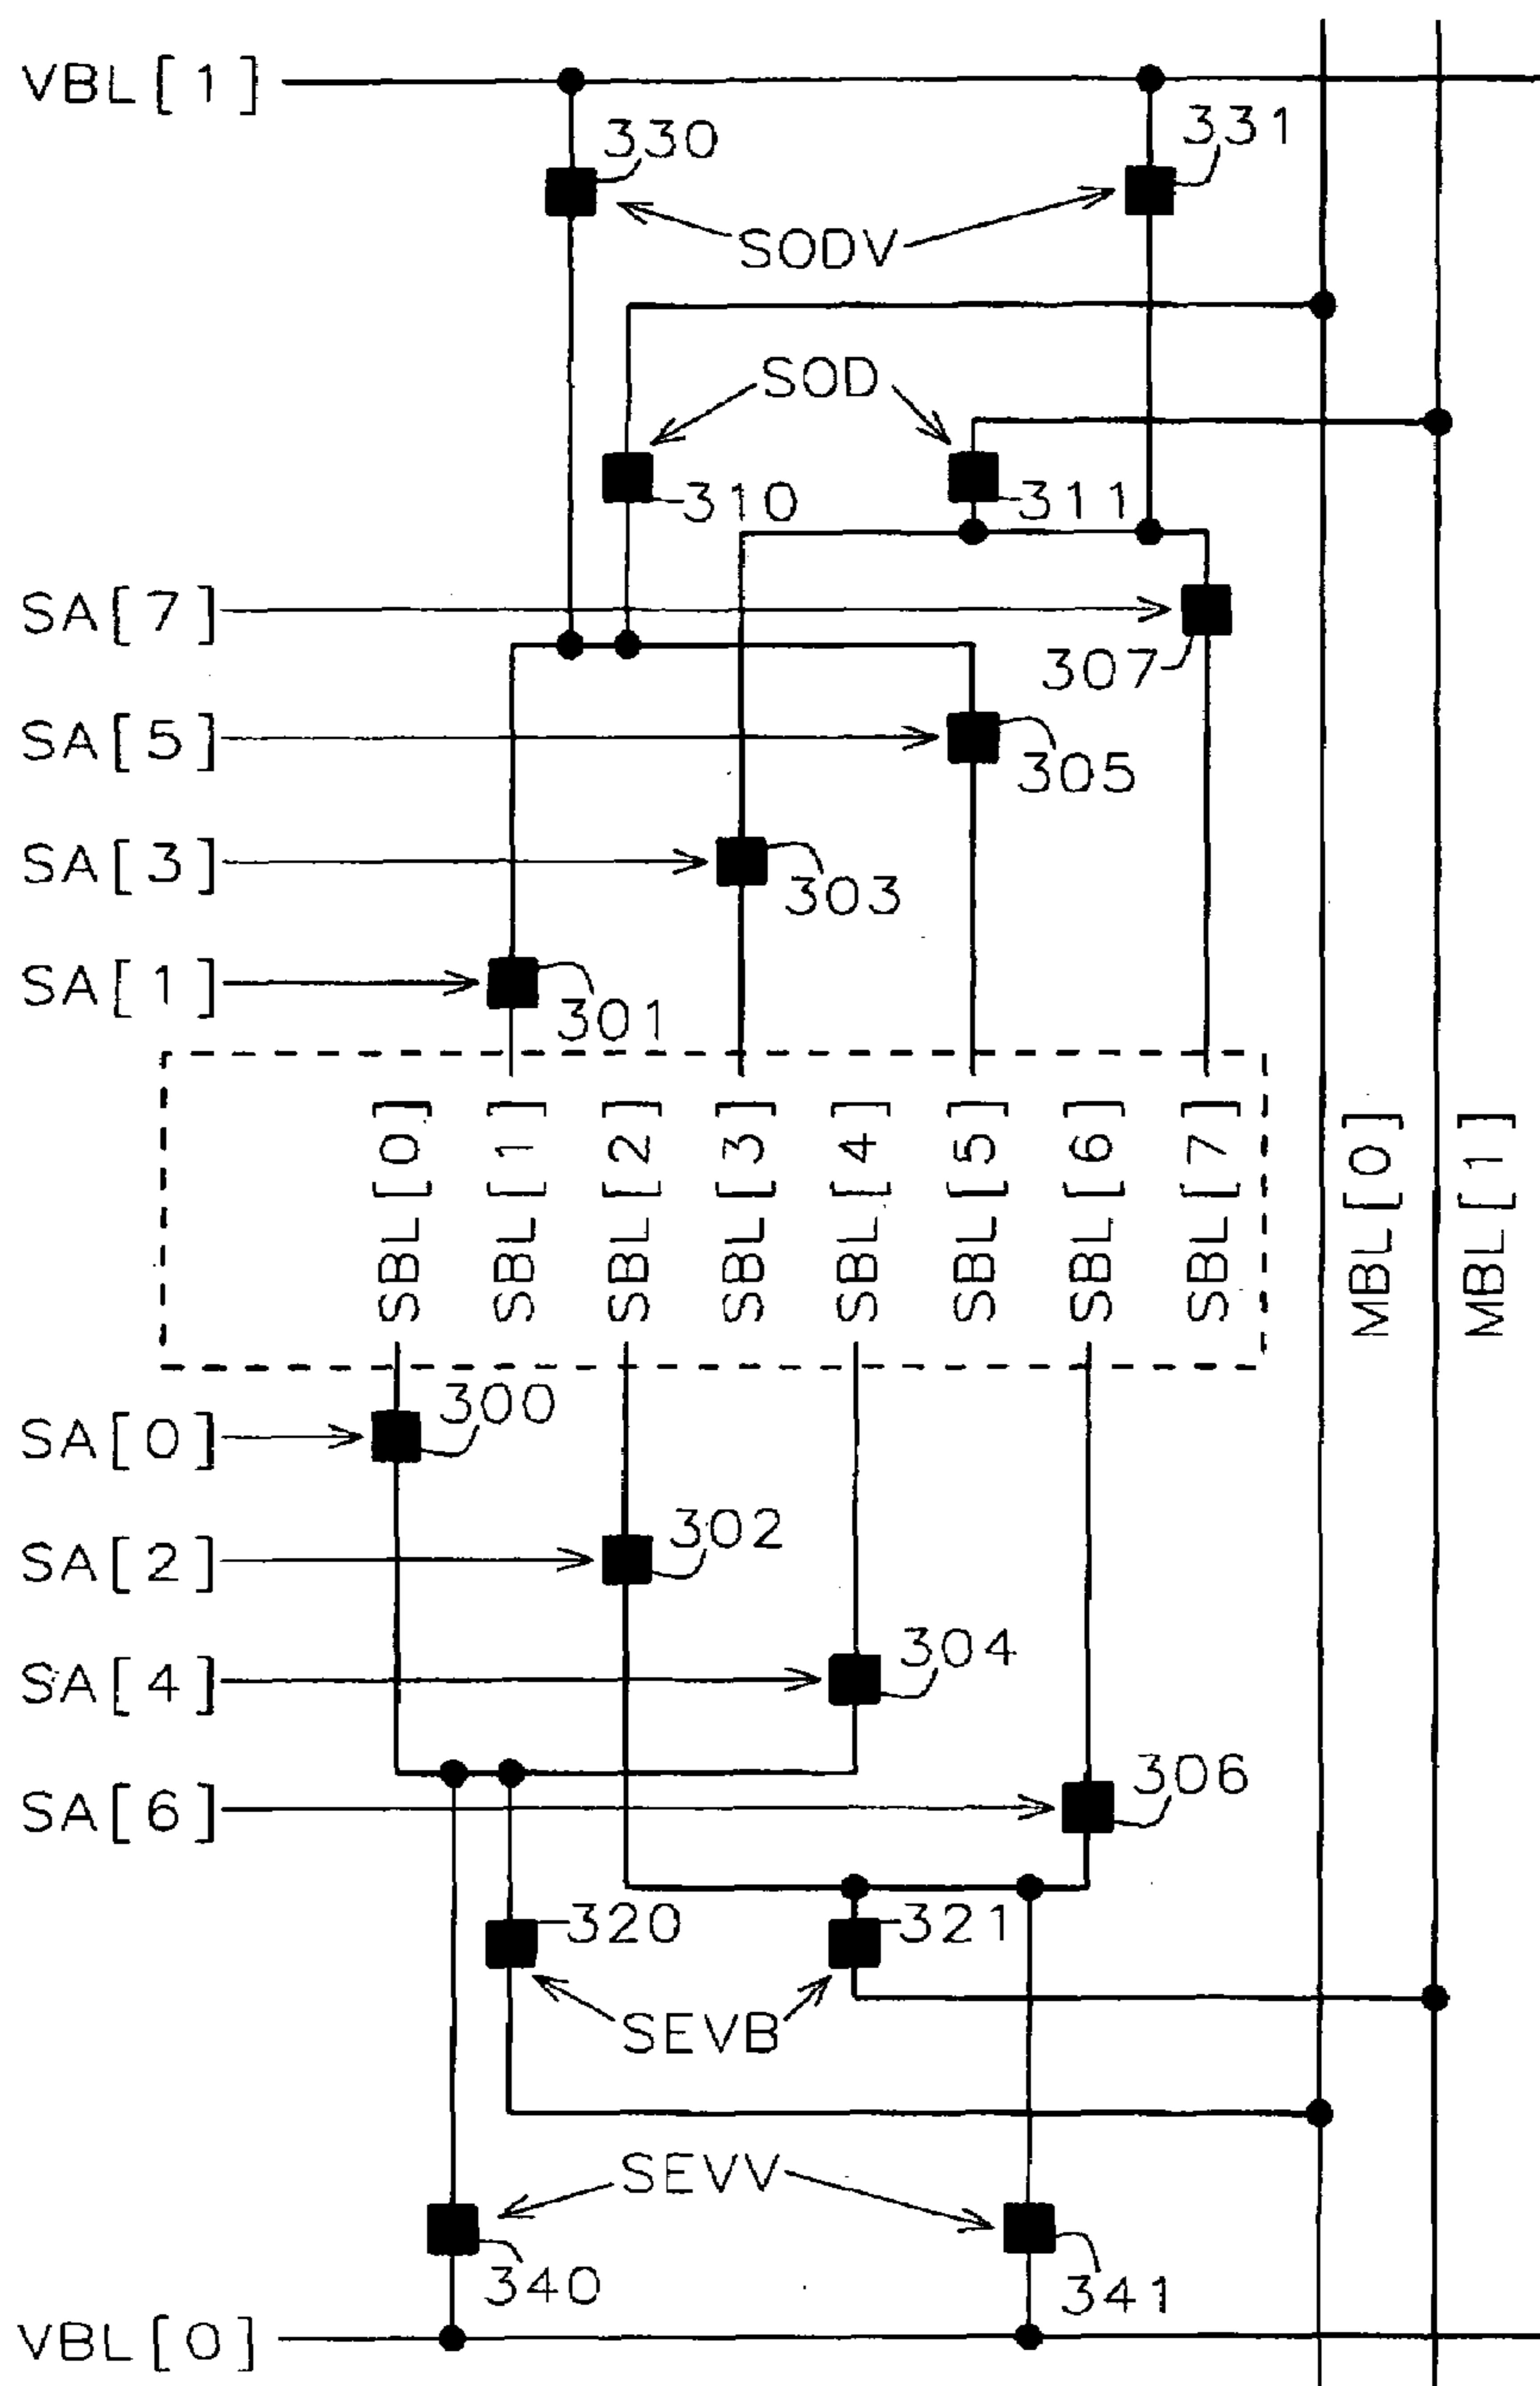 VBL[1]
330
331
SODV
SOD
310
311
SA[7]
307
SA[5]
305
SA[3]
303
SA[1]
301
SBL[0]
SBL[1]
SBL[2]
SBL[3]
SBL[4]
SBL[5]
SBL[6]
SBL[7]
MBL[0]
MBL[1]
SA[0]
300
SA[2]
302
SA[4]
304
SA[6]
306
320
321
SEVB
SEVV
340
341
VBL[0]